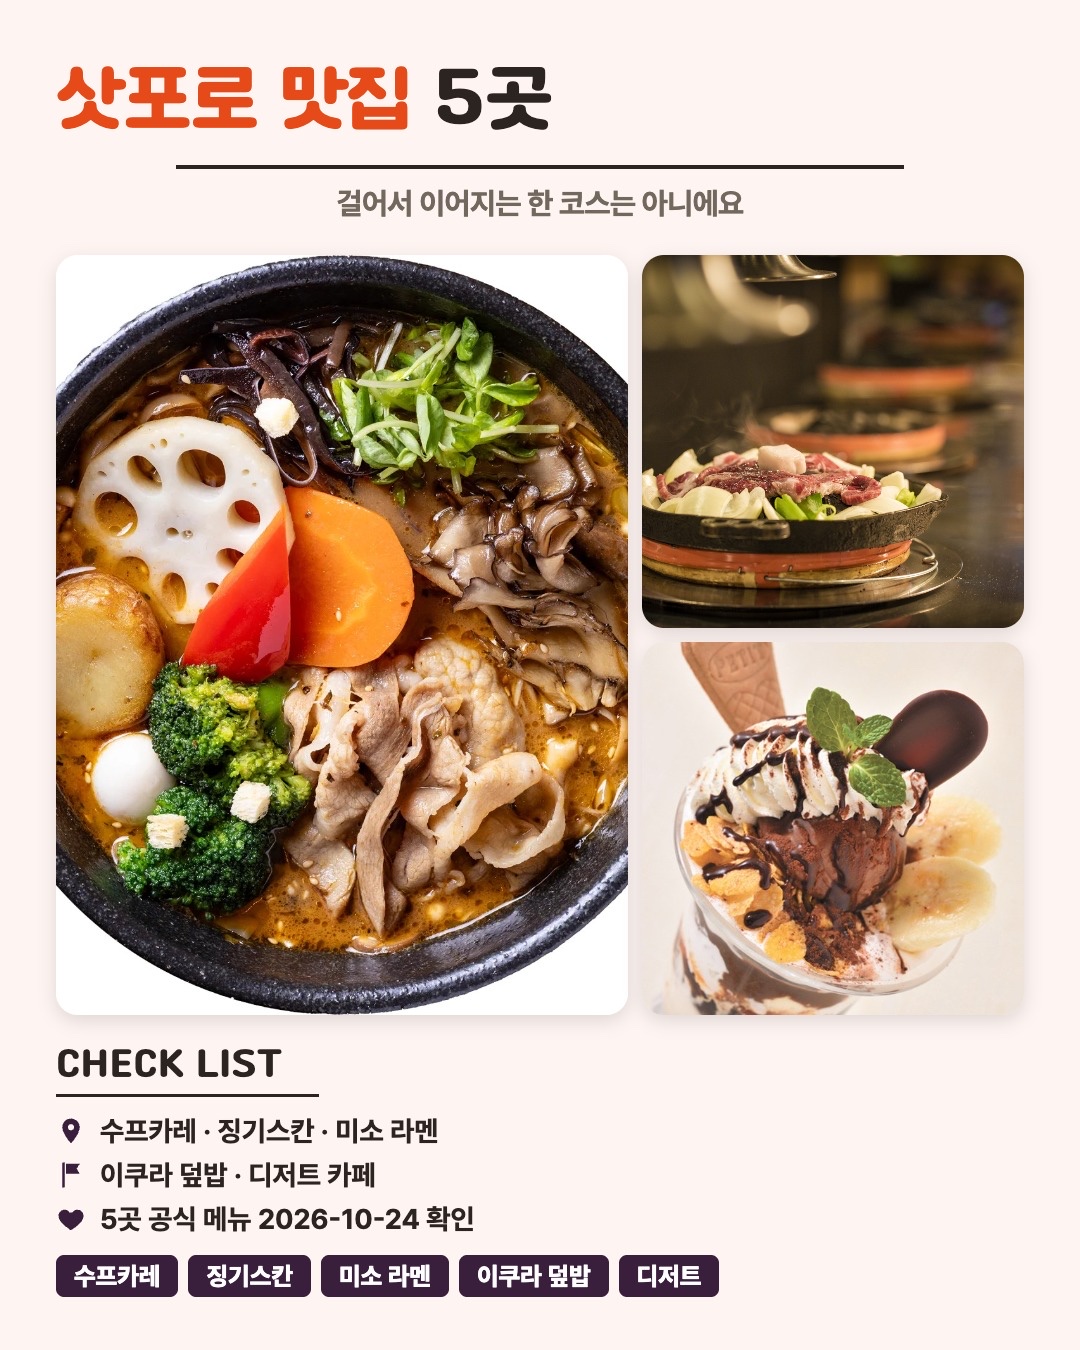 삿포로 맛집 5곳
걸어서 이어지는 한 코스는 아니에요
CHECK LIST
수프카레 · 징기스칸 · 미소 라멘
이쿠라 덮밥 · 디저트 카페
5곳 공식 메뉴 2026-10-24 확인
수프카레 징기스칸 미소 라멘 이쿠라 덮밥 디저트